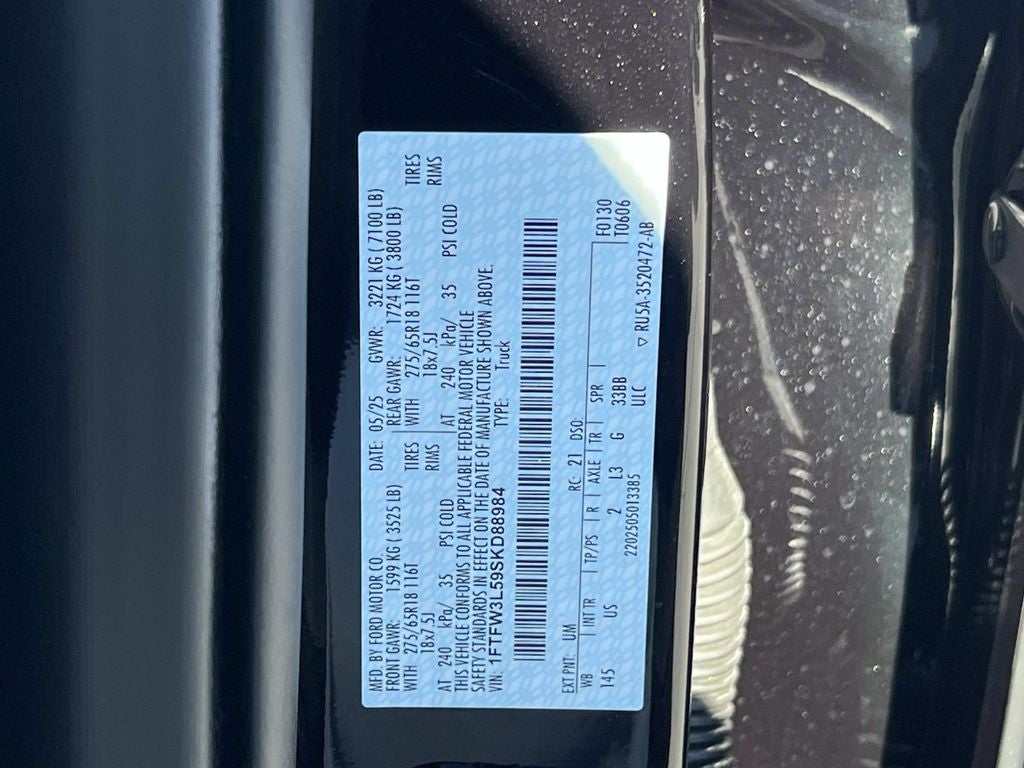 MFD. BY FORD MOTOR CO. DATE: 05/25 GVWR: 3221 KG ( 7100 LB)
FRONT GAWR: 1599 KG ( 3525 LB) REAR GAWR: 1724 KG ( 3800 LB)
WITH 275/65R18 116T TIRES WITH 275/65R18 116T TIRES
18x7.5J RIMS 18x7.5J RIMS
AT 240 kPa/ 35 PSI COLD AT 240 kPa/ 35 PSI COLD
THIS VEHICLE CONFORMS TO ALL APPLICABLE FEDERAL MOTOR VEHICLE
SAFETY STANDARDS IN EFFECT ON THE DATE OF MANUFACTURE SHOWN ABOVE.
VIN: 1FTFW3L59SKD88984 TYPE: Truck
EXT PNT: UM RC: 21 DSO:
WB INT TR TP/PS R AXLE TR SPR F0130
145 US 2 L3 G 33BB T0606
ULC
2202505013385 ▽ RU5A-3520472-AB